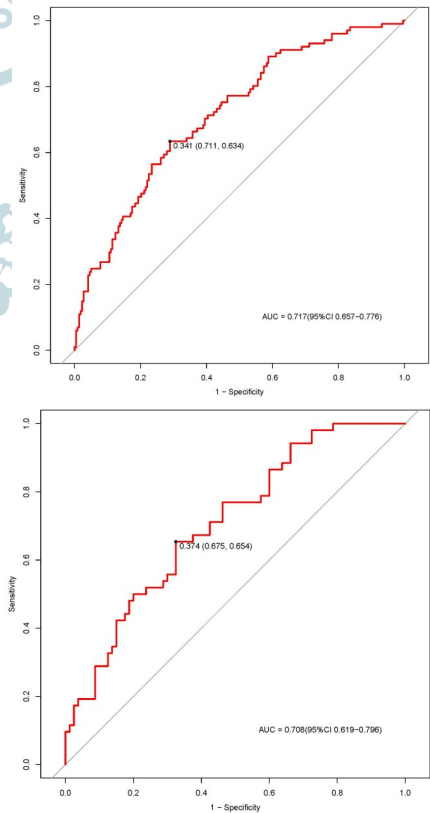 1.0
0.8
0.6
0.4
0.2
0.0
Sensitivity
0.341 (0.711, 0.634)
AUC = 0.717(95%CI 0.657−0.776)
0.0 0.2 0.4 0.6 0.8 1.0
1 − Specificity
1.0
0.8
0.6
0.4
0.2
0.0
Sensitivity
0.374 (0.675, 0.654)
AUC = 0.708(95%CI 0.619−0.796)
0.0 0.2 0.4 0.6 0.8 1.0
1 − Specificity